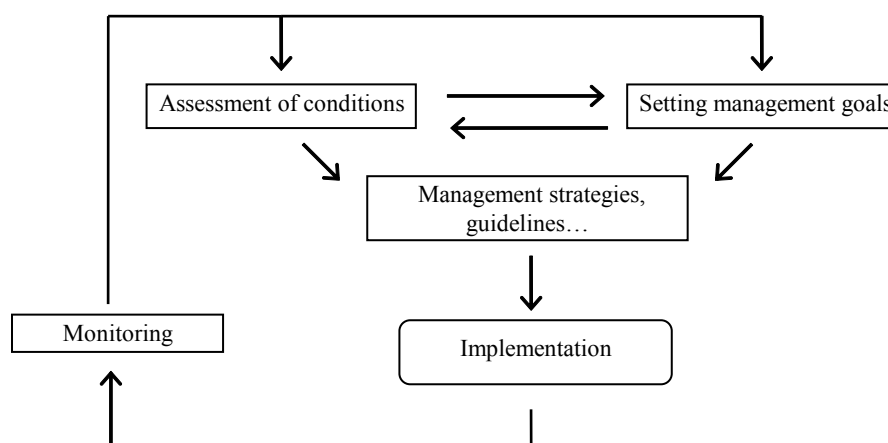 Assessment of conditions
Setting management goals
Management strategies,
guidelines…
Monitoring
Implementation